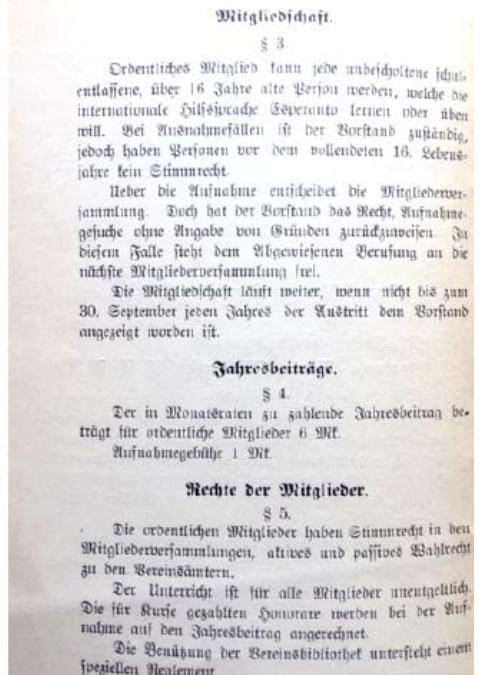 Mitgliedschaft.
§ 3.
Ordentliches Mitglied kann jede unbescholtene schul-
entlassene, über 16 Jahre alte Person werden, welche die
internationale Hilfssprache Esperanto lernen oder üben
will. Bei Ausnahmefällen ist der Vorstand zuständig,
jedoch haben Personen vor dem vollendeten 16. Lebens-
jahre kein Stimmrecht.
Ueber die Aufnahme entscheidet die Mitgliederver-
sammlung. Doch hat der Vorstand das Recht, Aufnahme-
gesuche ohne Angabe von Gründen zurückzuweisen. In
diesem Falle steht dem Abgewiesenen Berufung an die
nächste Mitgliederversammlung frei.
Die Mitgliedschaft läuft weiter, wenn nicht bis zum
30. September jeden Jahres der Austritt dem Vorstand
angezeigt worden ist.
Jahresbeiträge.
§ 4.
Der in Monatsraten zu zahlende Jahresbeitrag be-
trägt für ordentliche Mitglieder 6 Mk.
Aufnahmegebühr 1 Mk.
Rechte der Mitglieder.
§ 5.
Die ordentlichen Mitglieder haben Stimmrecht in den
Mitgliederversammlungen, aktives und passives Wahlrecht
zu den Vereinsämtern.
Der Unterricht ist für alle Mitglieder unentgeltlich.
Die für Kurse gezahlten Honorare werden bei der Auf-
nahme auf den Jahresbeitrag angerechnet.
Die Benützung der Vereinsbibliothek untersteht einem
speziellen Reglement